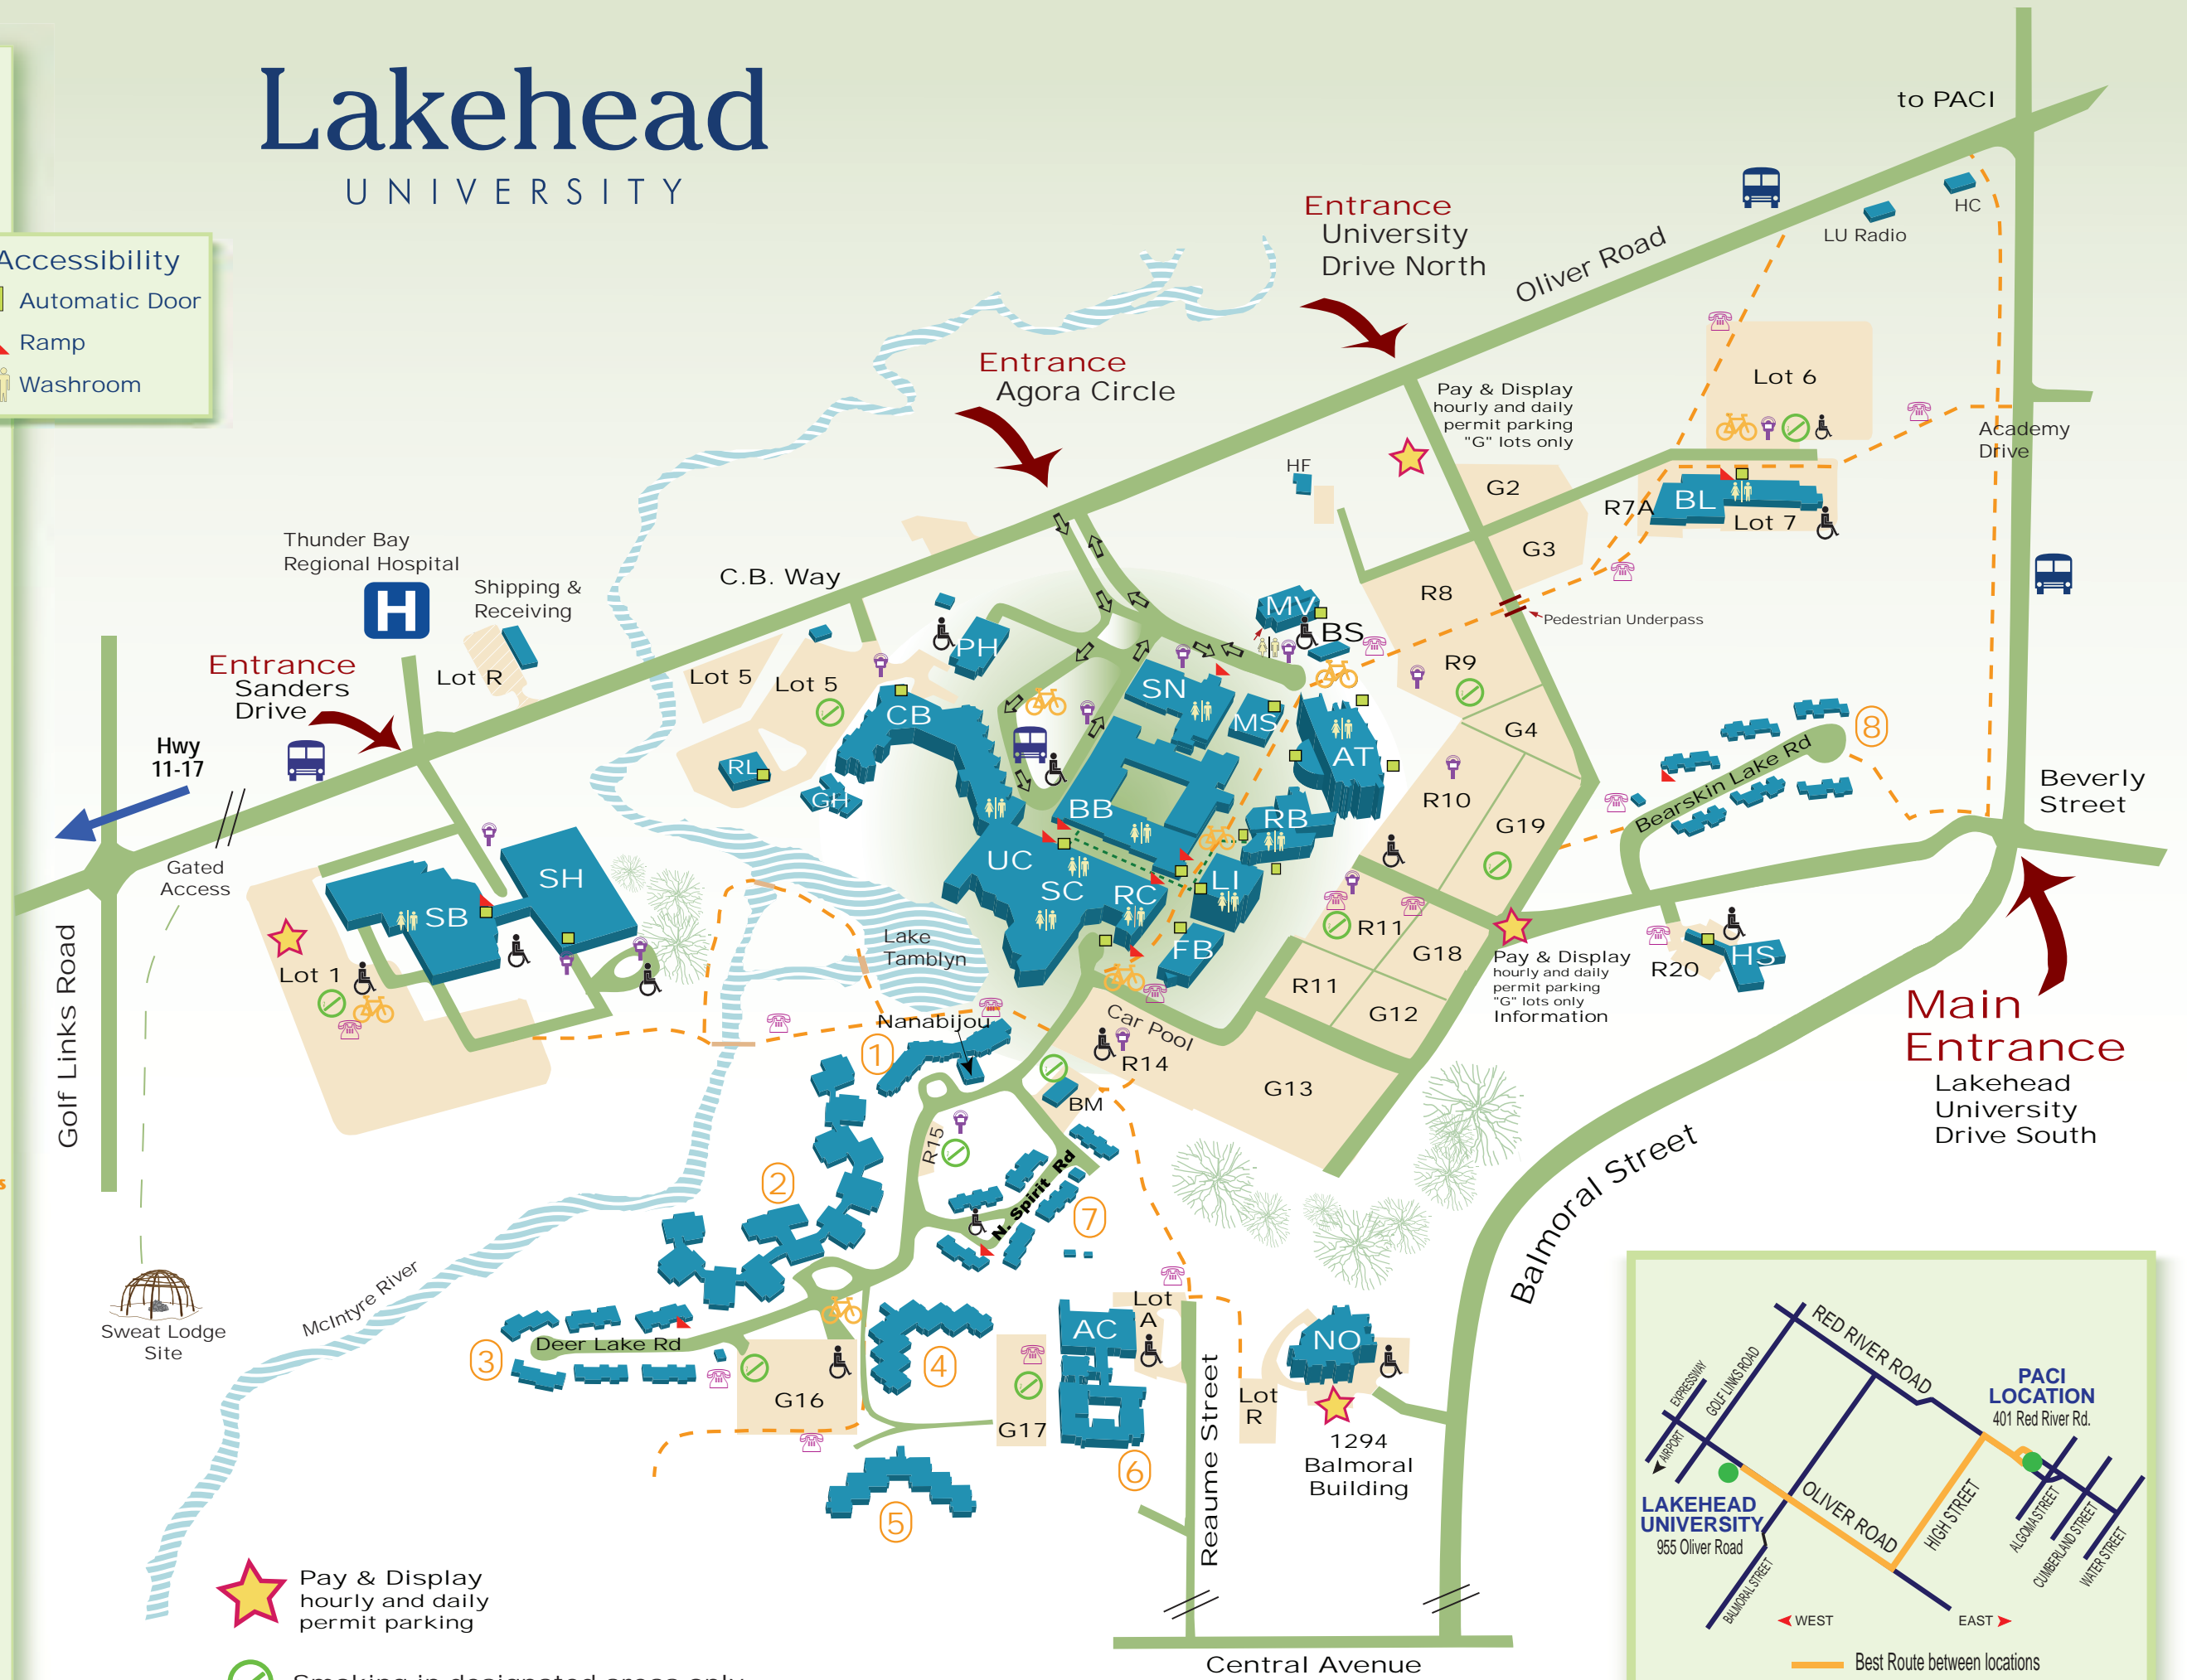 Lakehead
UNIVERSITY
Accessibility
Automatic Door
Ramp
Washroom
to PACI
HC
LU Radio
Entrance
University
Drive North
Oliver Road
Entrance
Agora Circle
Pay & Display
hourly and daily
permit parking
"G" lots only
Lot 6
Academy
Drive
HF
G2
R7A
BL
Lot 7
G3
Thunder Bay
Regional Hospital
H
Shipping &
Receiving
C.B. Way
R8
Pedestrian Underpass
MV
BS
PH
Entrance
Sanders
Drive
Lot R
Lot 5
Lot 5
R9
SN
MS
CB
G4
AT
8
Hwy
11-17
RL
GH
Bearskin Lake Rd
Beverly
Street
BB
RB
R10
G19
Gated
Access
SH
UC
SC
RC
LI
SB
Lake
Tamblyn
FB
R11
G18
Lot 1
R11
G12
Pay & Display
hourly and daily
permit parking
"G" lots only
Information
R20
HS
Golf Links Road
Nanabijou
Car Pool
R14
1
G13
BM
Main
Entrance
Lakehead
University
Drive South
R15
2
N. Spirit Rd
7
Balmoral Street
McIntyre River
Sweat Lodge
Site
Deer Lake Rd
3
4
G16
G17
AC
Lot
A
NO
Lot
R
Reaume Street
1294
Balmoral
Building
6
5
Pay & Display
hourly and daily
permit parking
Smoking in designated areas only
Central Avenue
RED RIVER ROAD
EXPRESSWAY
GOLF LINKS ROAD
AIRPORT
PACI
LOCATION
401 Red River Rd.
LAKEHEAD
UNIVERSITY
955 Oliver Road
OLIVER ROAD
HIGH STREET
ALGOMA STREET
CUMBERLAND STREET
WATER STREET
BALMORAL STREET
WEST
EAST
Best Route between locations
s